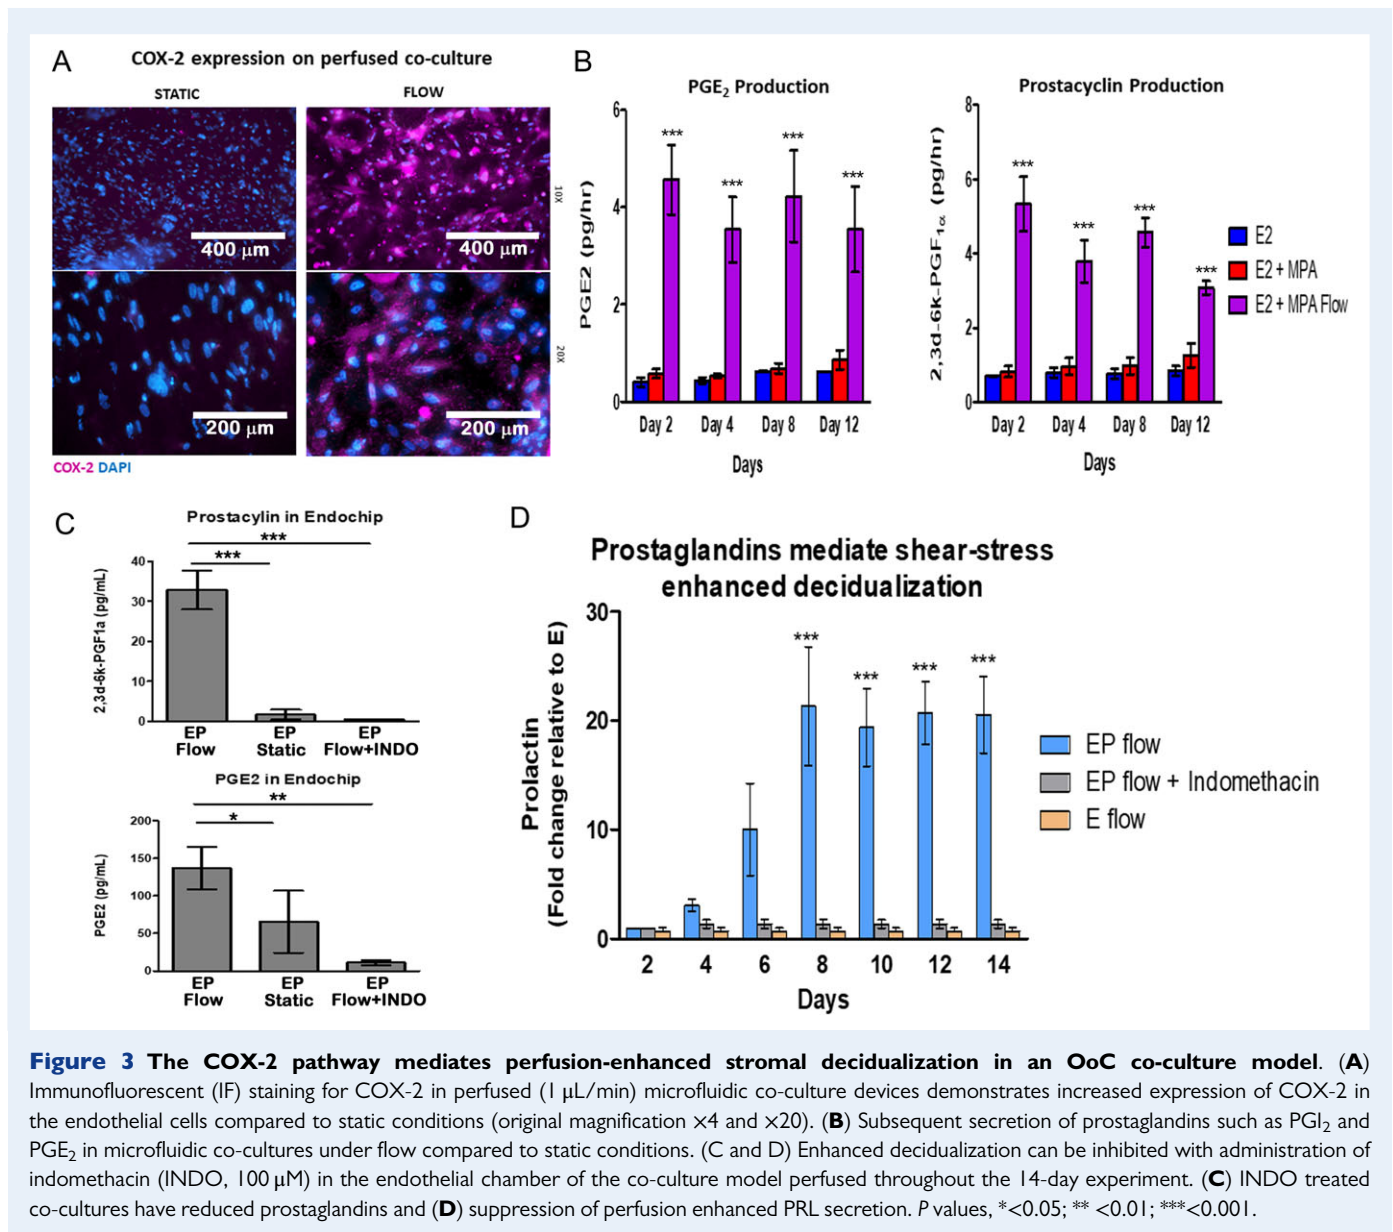 A
COX-2 expression on perfused co-culture
STATIC
FLOW
400 μm
400 μm
10X
200 μm
200 μm
20X
COX-2 DAPI
B
PGE₂ Production
PGE2 (pg/hr)
6
4
2
0
***
***
***
***
Day 2
Day 4
Day 8
Day 12
Days
Prostacyclin Production
2,3d-6k-PGF₁α (pg/hr)
8
6
4
2
0
***
***
***
***
Day 2
Day 4
Day 8
Day 12
Days
E2
E2 + MPA
E2 + MPA Flow
C
Prostacylin in Endochip
***
***
2,3d-6k-PGF1a (pg/mL)
40
30
20
10
0
EP Flow
EP Static
EP Flow+INDO
PGE2 in Endochip
**
*
PGE2 (pg/mL)
200
150
100
50
0
EP Flow
EP Static
EP Flow+INDO
D
Prostaglandins mediate shear-stress
enhanced decidualization
Prolactin
(Fold change relative to E)
30
20
10
0
***
***
***
***
2
4
6
8
10
12
14
Days
EP flow
EP flow + Indomethacin
E flow
Figure 3 The COX-2 pathway mediates perfusion-enhanced stromal decidualization in an OoC co-culture model. (A)
Immunofluorescent (IF) staining for COX-2 in perfused (1 μL/min) microfluidic co-culture devices demonstrates increased expression of COX-2 in
the endothelial cells compared to static conditions (original magnification ×4 and ×20). (B) Subsequent secretion of prostaglandins such as PGI₂ and
PGE₂ in microfluidic co-cultures under flow compared to static conditions. (C and D) Enhanced decidualization can be inhibited with administration of
indomethacin (INDO, 100 μM) in the endothelial chamber of the co-culture model perfused throughout the 14-day experiment. (C) INDO treated
co-cultures have reduced prostaglandins and (D) suppression of perfusion enhanced PRL secretion. P values, *<0.05; ** <0.01; ***<0.001.